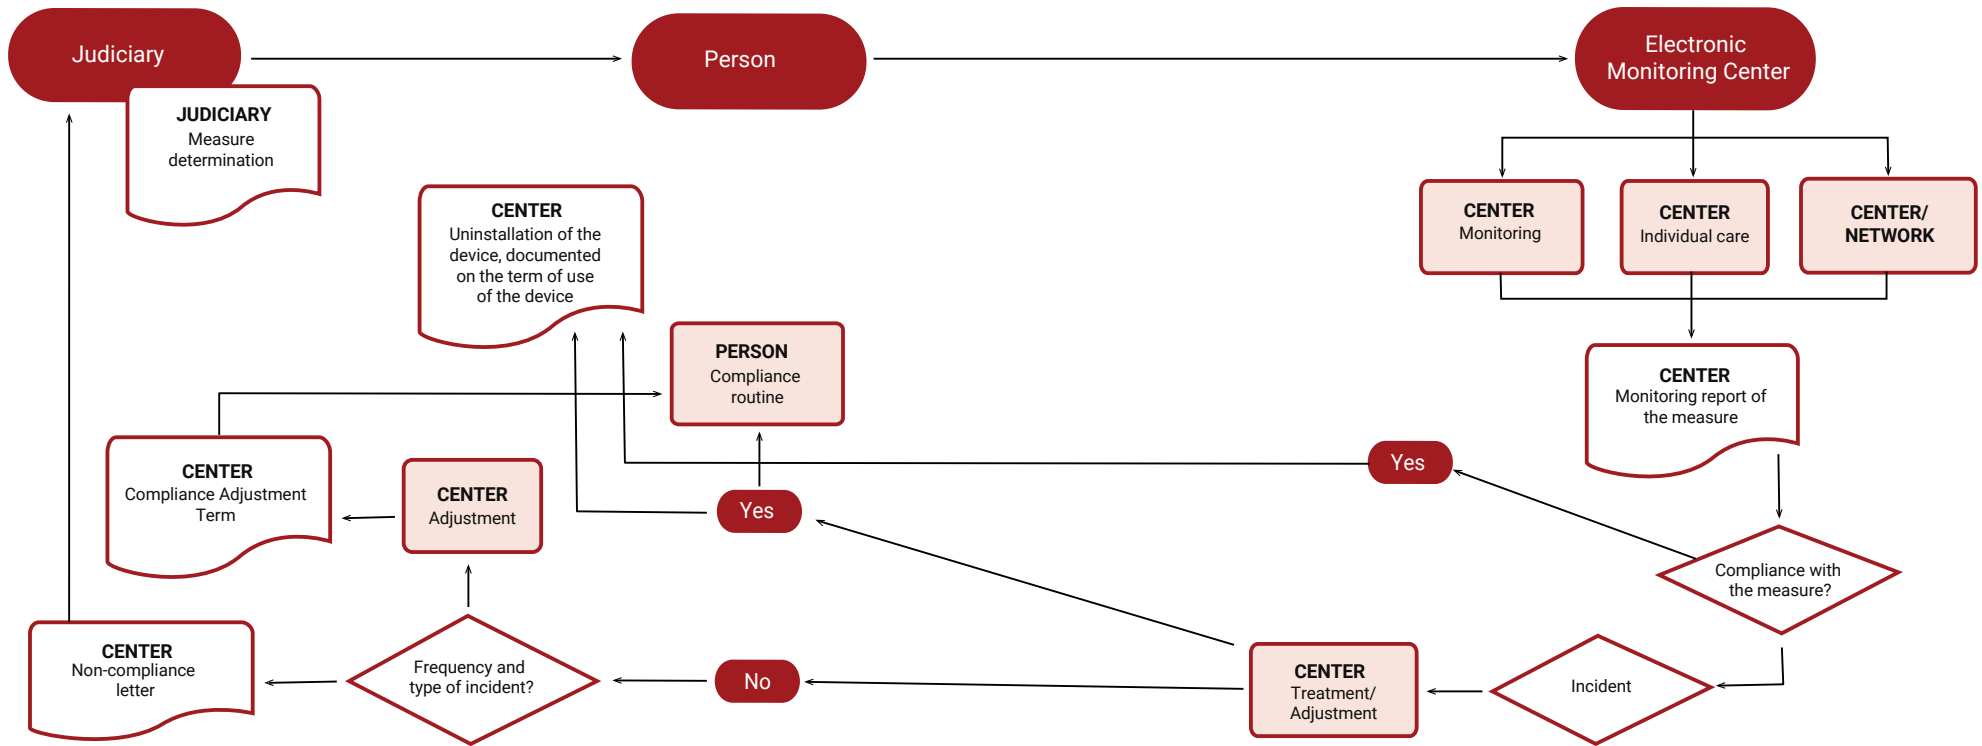 Judiciary
Person
Electronic
Monitoring Center
JUDICIARY
Measure
determination
CENTER
Monitoring
CENTER
Individual care
CENTER/
NETWORK
CENTER
Uninstallation of the
device, documented
on the term of use
of the device
PERSON
Compliance
routine
CENTER
Monitoring report of
the measure
Yes
CENTER
Compliance Adjustment
Term
CENTER
Adjustment
Yes
Compliance with
the measure?
CENTER
Non-compliance
letter
Frequency and
type of incident?
No
CENTER
Treatment/
Adjustment
Incident